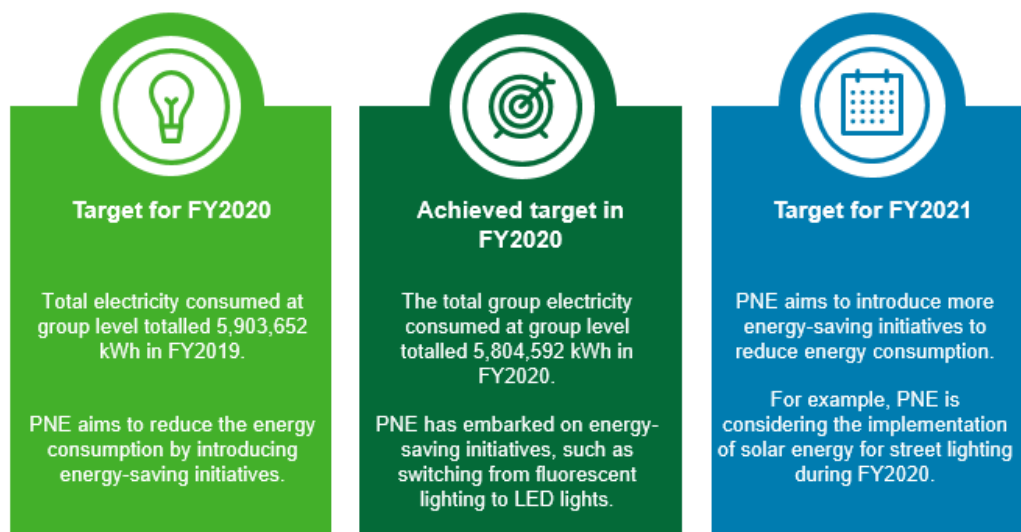 Target for FY2020
Total electricity consumed at
group level totalled 5,903,652
kWh in FY2019.
PNE aims to reduce the energy
consumption by introducing
energy-saving initiatives.
Achieved target in
FY2020
The total group electricity
consumed at group level
totalled 5,804,592 kWh in
FY2020.
PNE has embarked on energy-
saving initiatives, such as
switching from fluorescent
lighting to LED lights.
Target for FY2021
PNE aims to introduce more
energy-saving initiatives to
reduce energy consumption.
For example, PNE is
considering the implementation
of solar energy for street lighting
during FY2020.